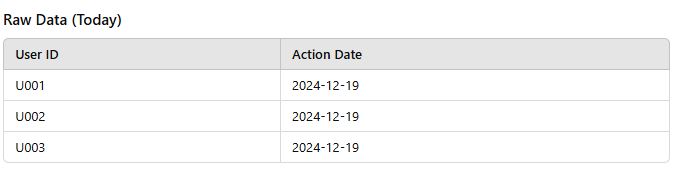 Raw Data (Today)
User ID Action Date
U001 2024-12-19
U002 2024-12-19
U003 2024-12-19